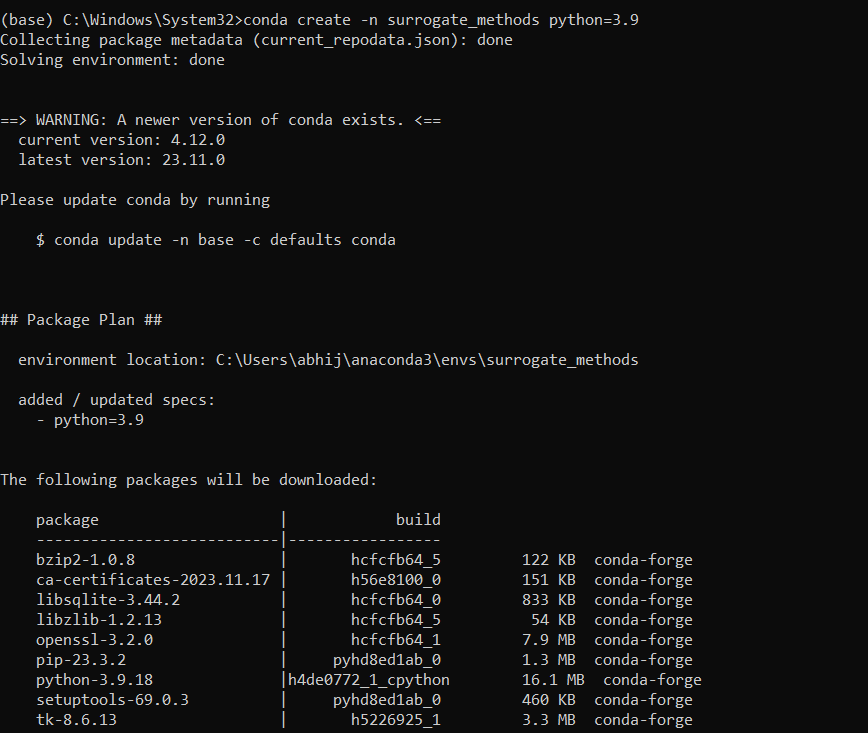 (base) C:\Windows\System32>conda create -n surrogate_methods python=3.9
Collecting package metadata (current_repodata.json): done
Solving environment: done
==> WARNING: A newer version of conda exists. <==
  current version: 4.12.0
  latest version: 23.11.0
Please update conda by running
    $ conda update -n base -c defaults conda
## Package Plan ##
  environment location: C:\Users\abhij\anaconda3\envs\surrogate_methods
  added / updated specs:
    - python=3.9
The following packages will be downloaded:
    package                    |            build
    ---------------------------|-----------------
    bzip2-1.0.8                |       hcfcfb64_5         122 KB  conda-forge
    ca-certificates-2023.11.17 |       h56e8100_0         151 KB  conda-forge
    libsqlite-3.44.2           |       hcfcfb64_0         833 KB  conda-forge
    libzlib-1.2.13             |       hcfcfb64_5          54 KB  conda-forge
    openssl-3.2.0              |       hcfcfb64_1         7.9 MB  conda-forge
    pip-23.3.2                 |     pyhd8ed1ab_0         1.3 MB  conda-forge
    python-3.9.18              |h4de0772_1_cpython        16.1 MB  conda-forge
    setuptools-69.0.3          |     pyhd8ed1ab_0         460 KB  conda-forge
    tk-8.6.13                  |       h5226925_1         3.3 MB  conda-forge